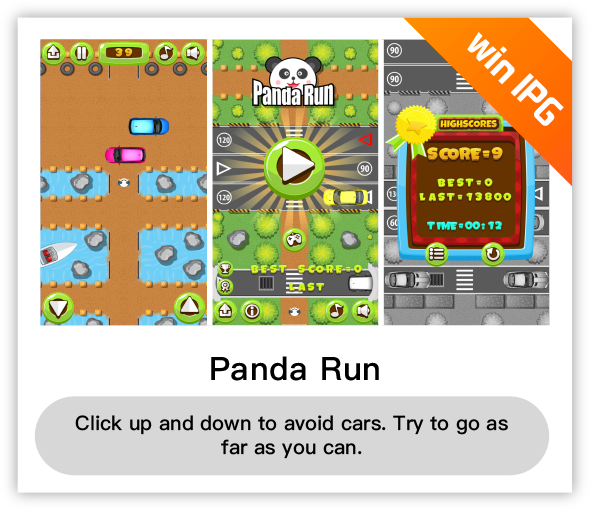 39
Panda Run
120
90
120
BEST SCORE=0
LAST
90
90
HIGHSCORES
SCORE=9
BEST=0
LAST=13800
TIME=00:12
win IPG
Panda Run
Click up and down to avoid cars. Try to go as
far as you can.